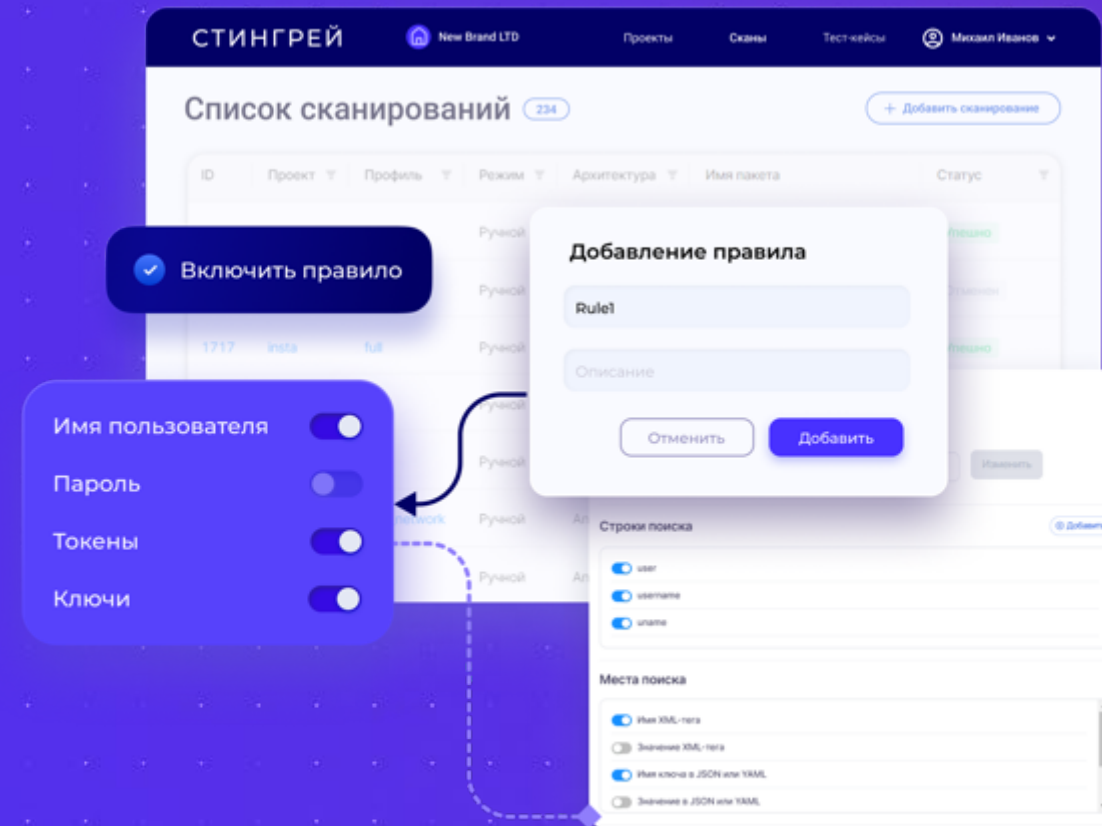 СТИНГРЕЙ
New Brand LTD
Проекты
Сканы
Тест-кейсы
Михаил Иванов
Список сканирований 234
+ Добавить сканирование
ID Проект Профиль Режим Архитектура Имя пакета Статус
Ручной
Ручной
1717 insta full Ручной
Ручной
Ручной
network Ручной
Ручной
Включить правило
Добавление правила
Rule1
Описание
Отменить Добавить
Имя пользователя
Пароль
Токены
Ключи
Изменить
Строки поиска
user
username
uname
Места поиска
Имя XML-тега
Значение XML-тега
Имя ключа в JSON или YAML
Значение в JSON или YAML